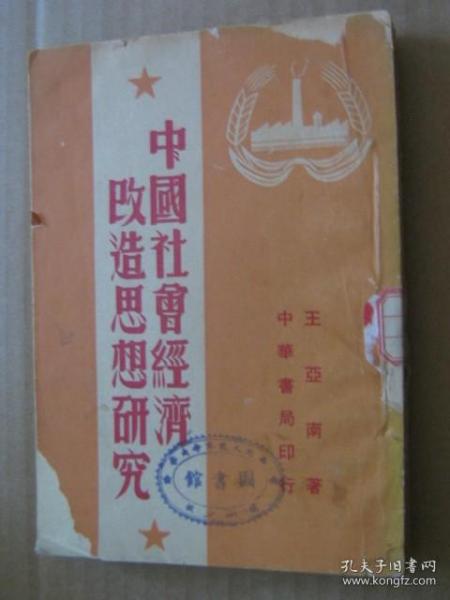 中國社會經濟
改造思想研究
王亞南著
中華書局印行
圖書館
孔夫子旧书网
www.kongfz.com